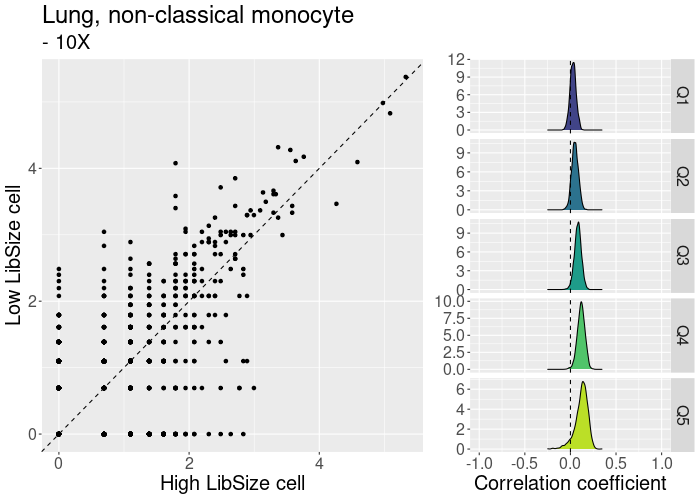 Lung, non-classical monocyte
- 10X
Low LibSize cell
4
2
0
0 2 4
High LibSize cell
12
9
6
3
0
Q1
9
6
3
0
Q2
9
6
3
0
Q3
10.0
7.5
5.0
2.5
0.0
Q4
6
4
2
0
Q5
-1.0 -0.5 0.0 0.5 1.0
Correlation coefficient